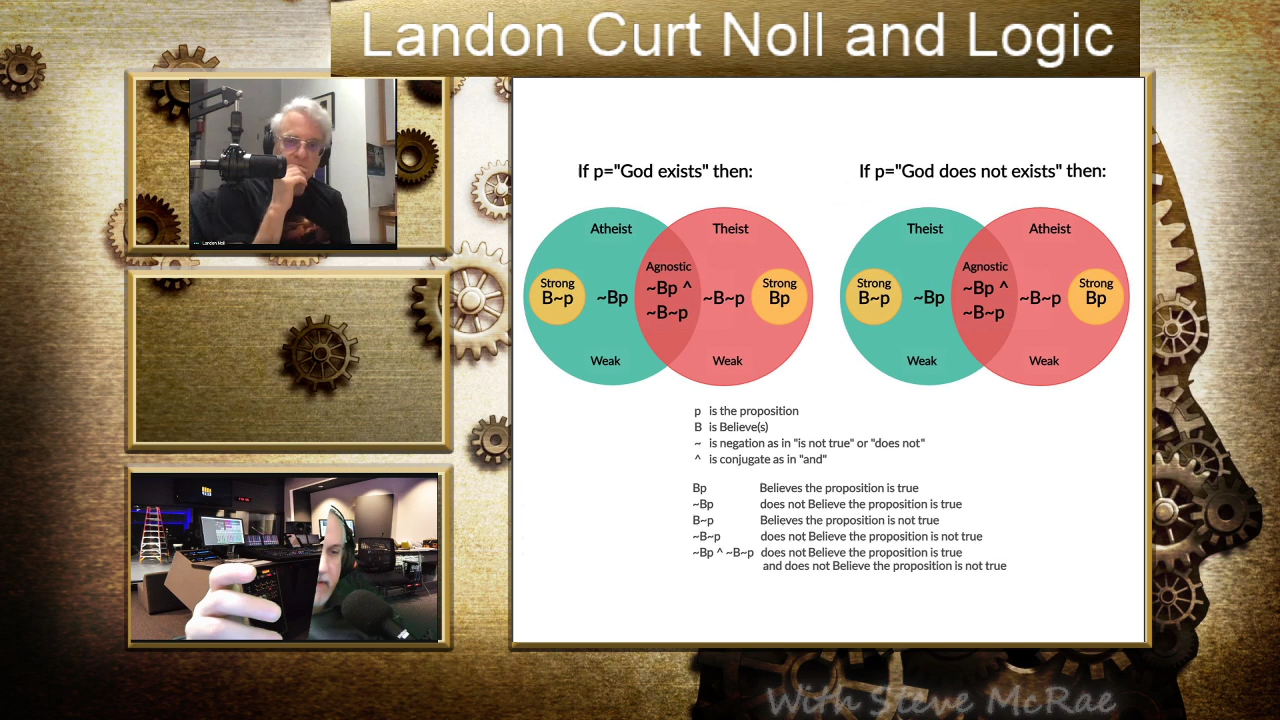 Landon Curt Noll and Logic
Landon Noll
If p="God exists" then:
If p="God does not exists" then:
Atheist
Theist
Agnostic
Strong
B~p
~Bp
~Bp ^
~B~p
~B~p
Strong
Bp
Weak
Weak
Theist
Atheist
Agnostic
Strong
B~p
~Bp
~Bp ^
~B~p
~B~p
Strong
Bp
Weak
Weak
p is the proposition
B is Believe(s)
~ is negation as in "is not true" or "does not"
^ is conjugate as in "and"
Bp Believes the proposition is true
~Bp does not Believe the proposition is true
B~p Believes the proposition is not true
~B~p does not Believe the proposition is not true
~Bp ^ ~B~p does not Believe the proposition is true
and does not Believe the proposition is not true
With Steve McRae